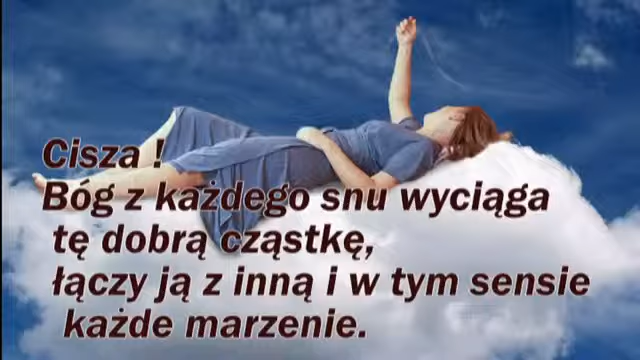 Cisza !
Bóg z każdego snu wyciąga
tę dobrą cząstkę,
łączy ją z inną i w tym sensie
każde marzenie.